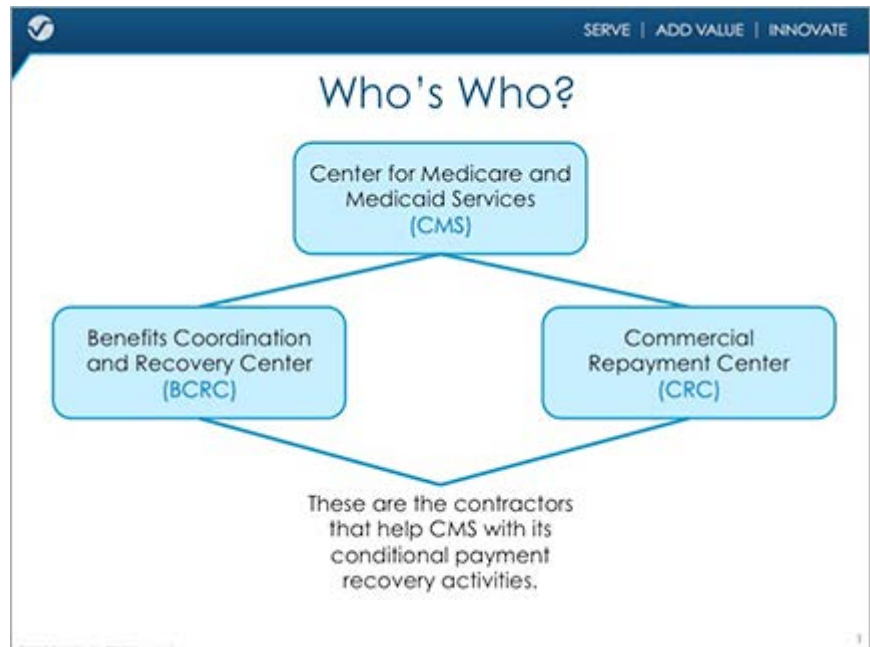 SERVE | ADD VALUE | INNOVATE
Who's Who?
Center for Medicare and
Medicaid Services
(CMS)
Benefits Coordination
and Recovery Center
(BCRC)
Commercial
Repayment Center
(CRC)
These are the contractors
that help CMS with its
conditional payment
recovery activities.